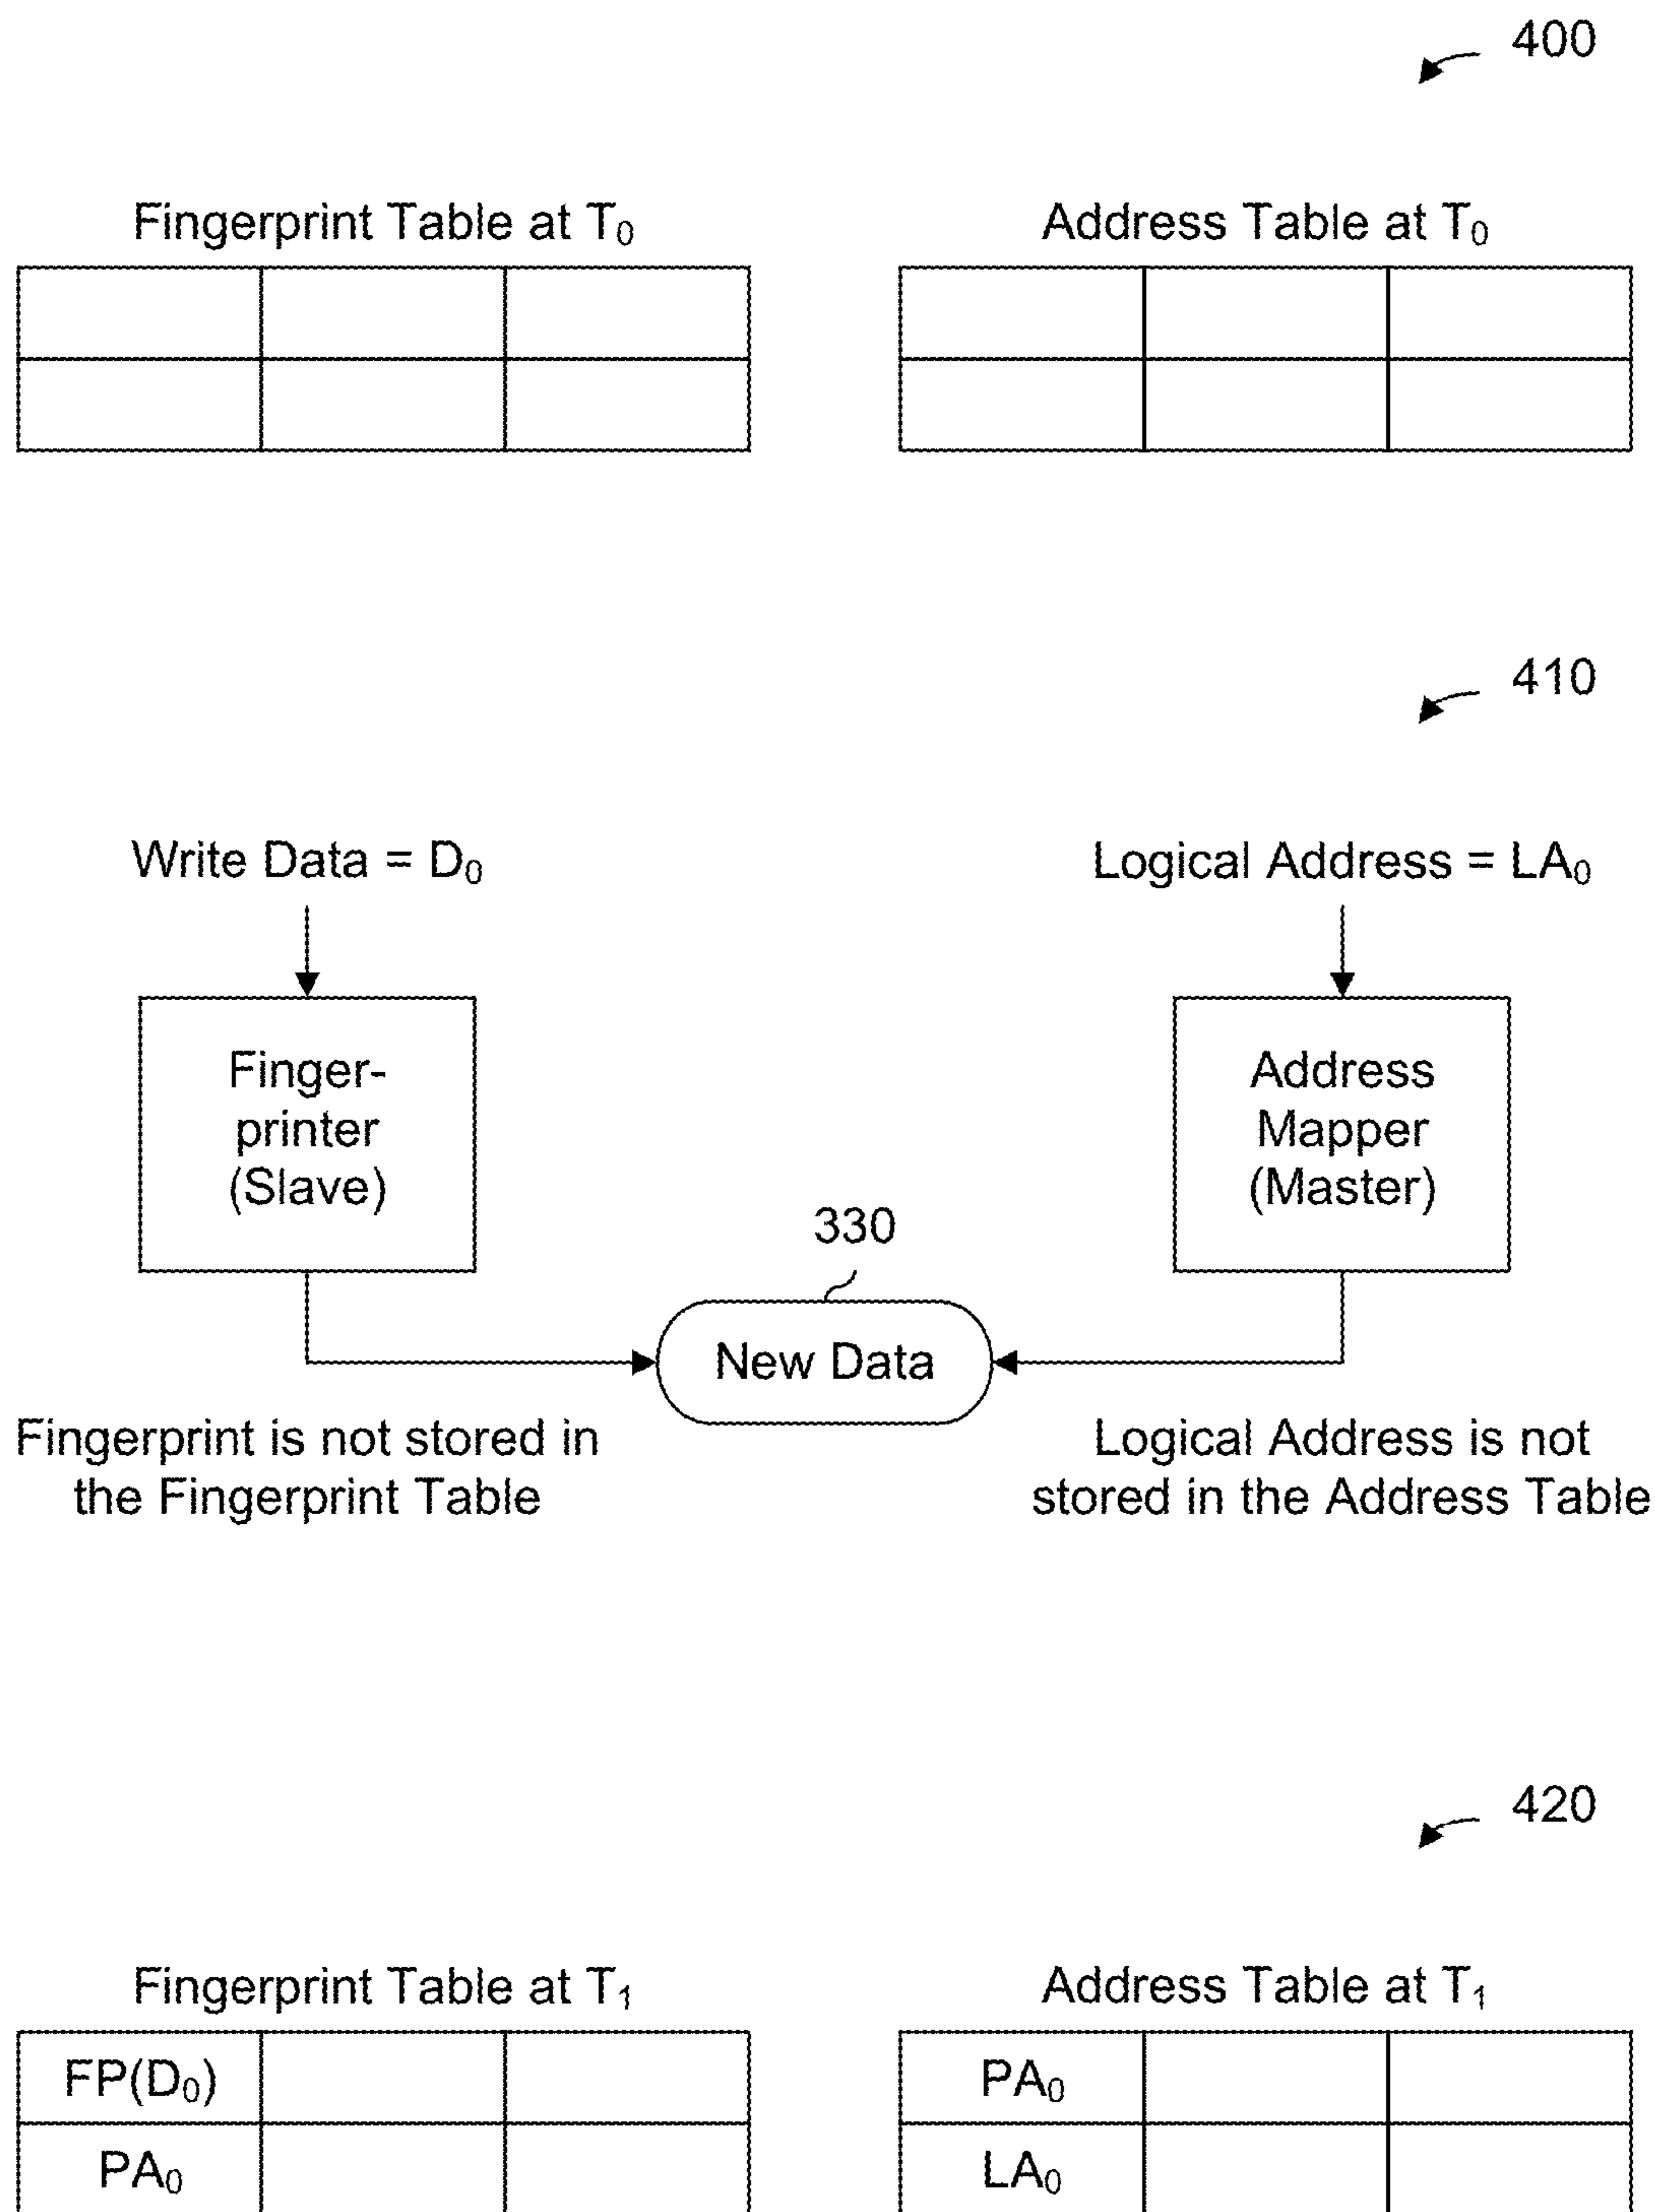 400
Fingerprint Table at T₀
Address Table at T₀
410
Write Data = D₀
Logical Address = LA₀
Finger-
printer
(Slave)
Address
Mapper
(Master)
330
New Data
Fingerprint is not stored in
the Fingerprint Table
Logical Address is not
stored in the Address Table
420
Fingerprint Table at T₁
Address Table at T₁
FP(D₀)
PA₀
PA₀
LA₀